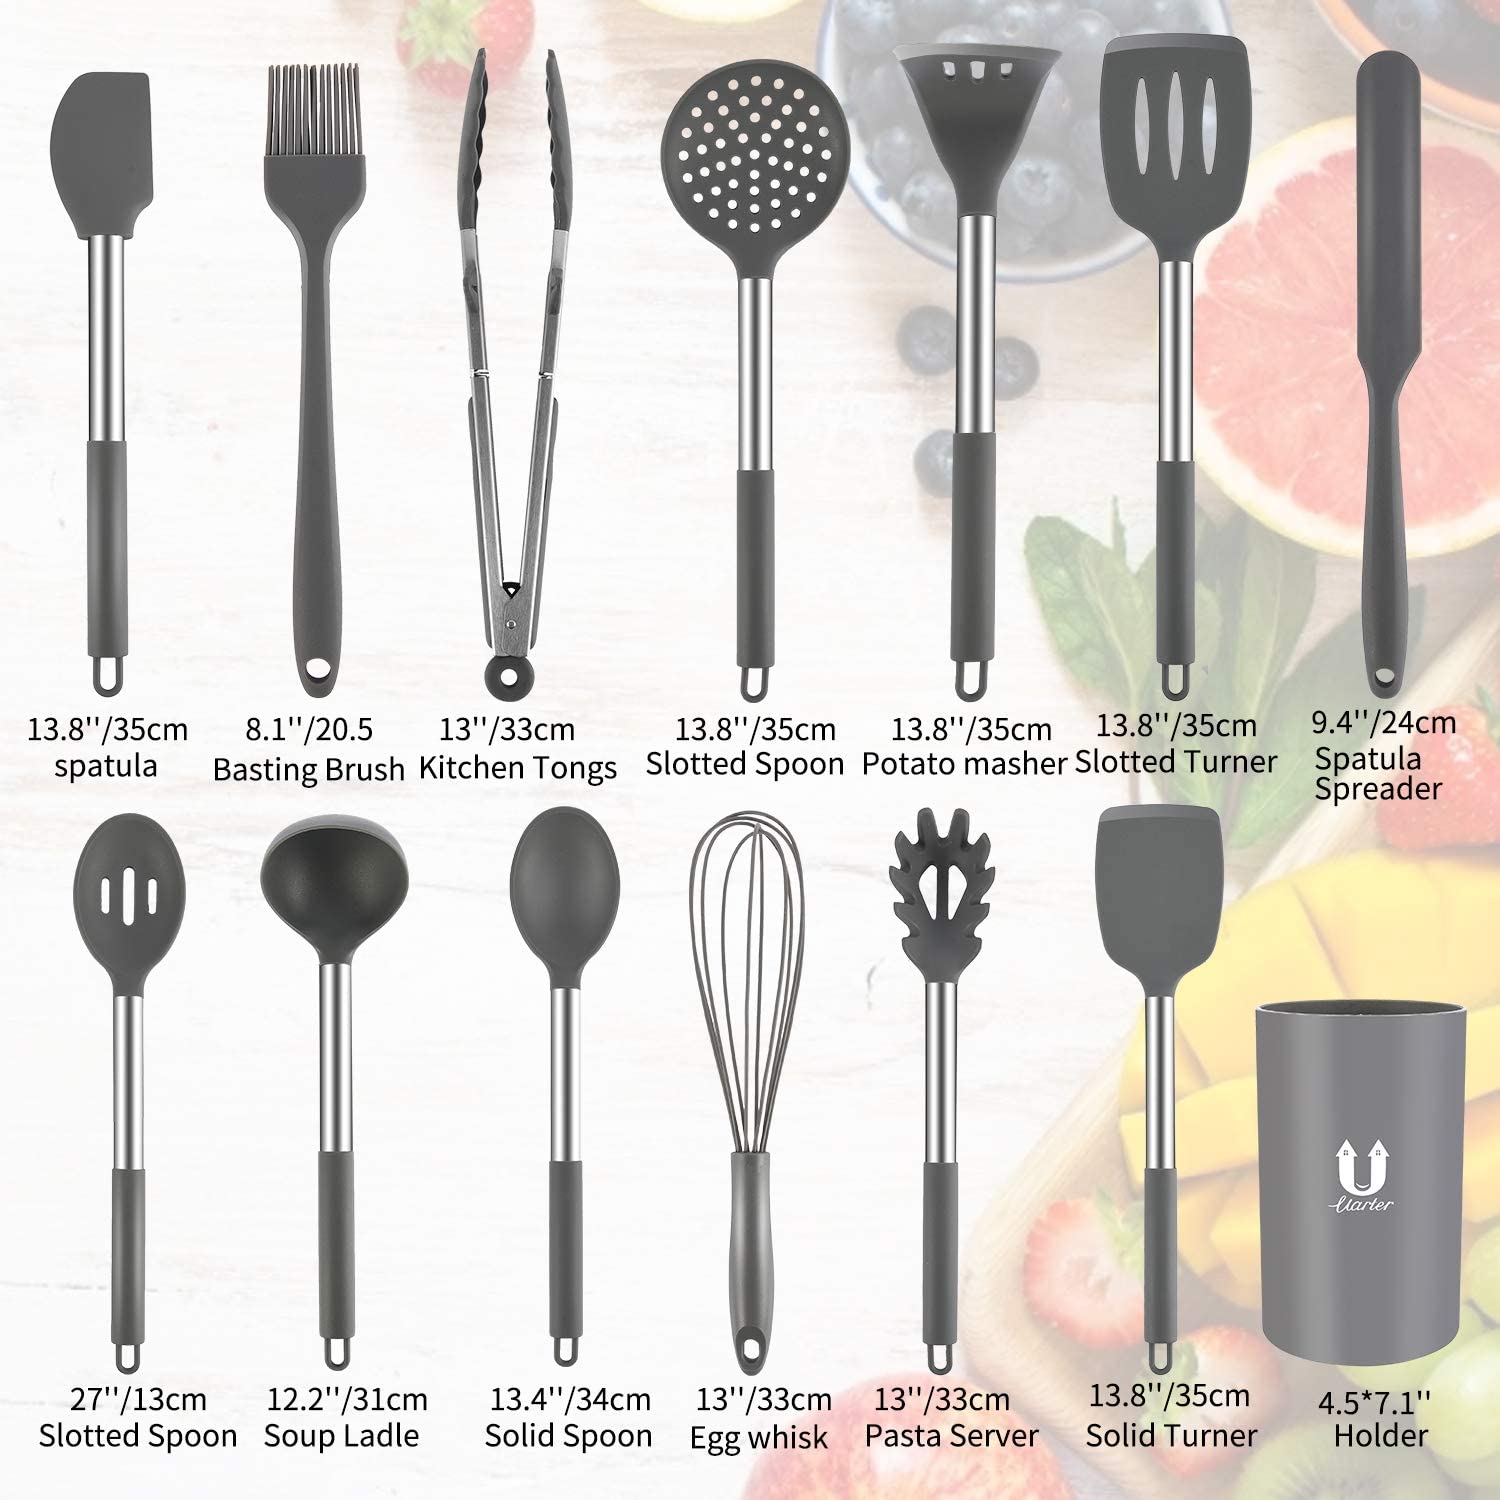 13.8''/35cm
spatula
8.1''/20.5
Basting Brush
13''/33cm
Kitchen Tongs
13.8''/35cm
Slotted Spoon
13.8''/35cm
Potato masher
13.8''/35cm
Slotted Turner
9.4''/24cm
Spatula
Spreader
27''/13cm
Slotted Spoon
12.2''/31cm
Soup Ladle
13.4''/34cm
Solid Spoon
13''/33cm
Egg whisk
13''/33cm
Pasta Server
13.8''/35cm
Solid Turner
Uarter
4.5*7.1''
Holder